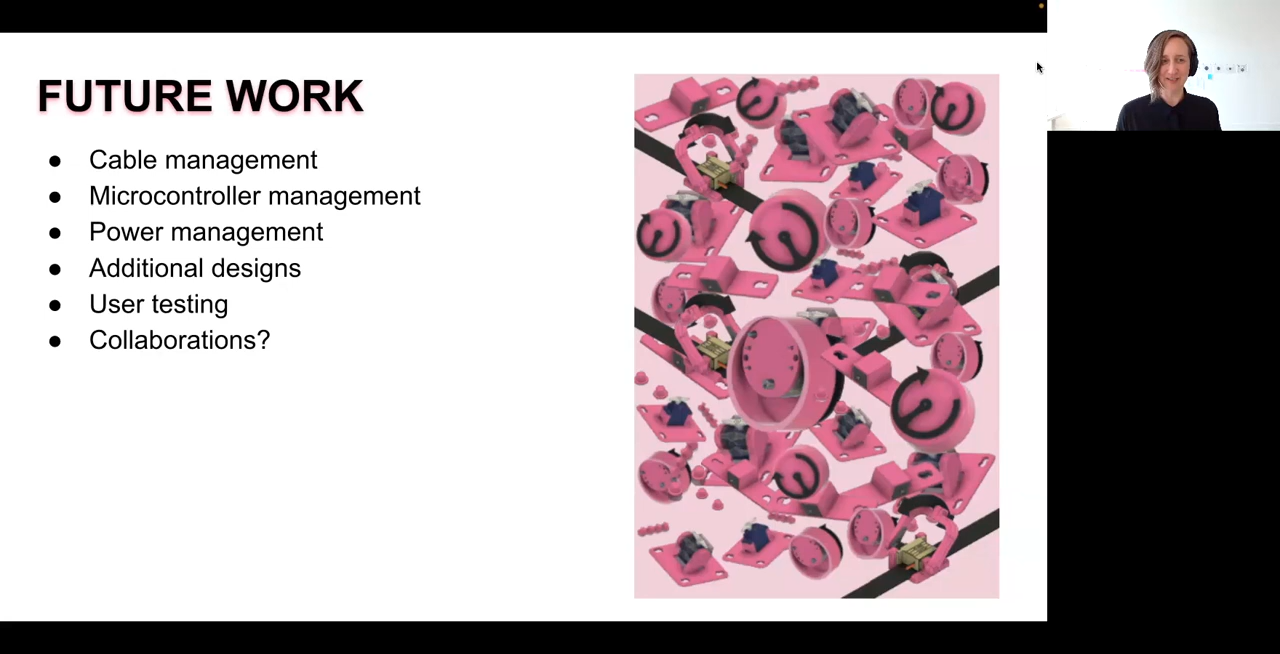 FUTURE WORK
● Cable management
● Microcontroller management
● Power management
● Additional designs
● User testing
● Collaborations?